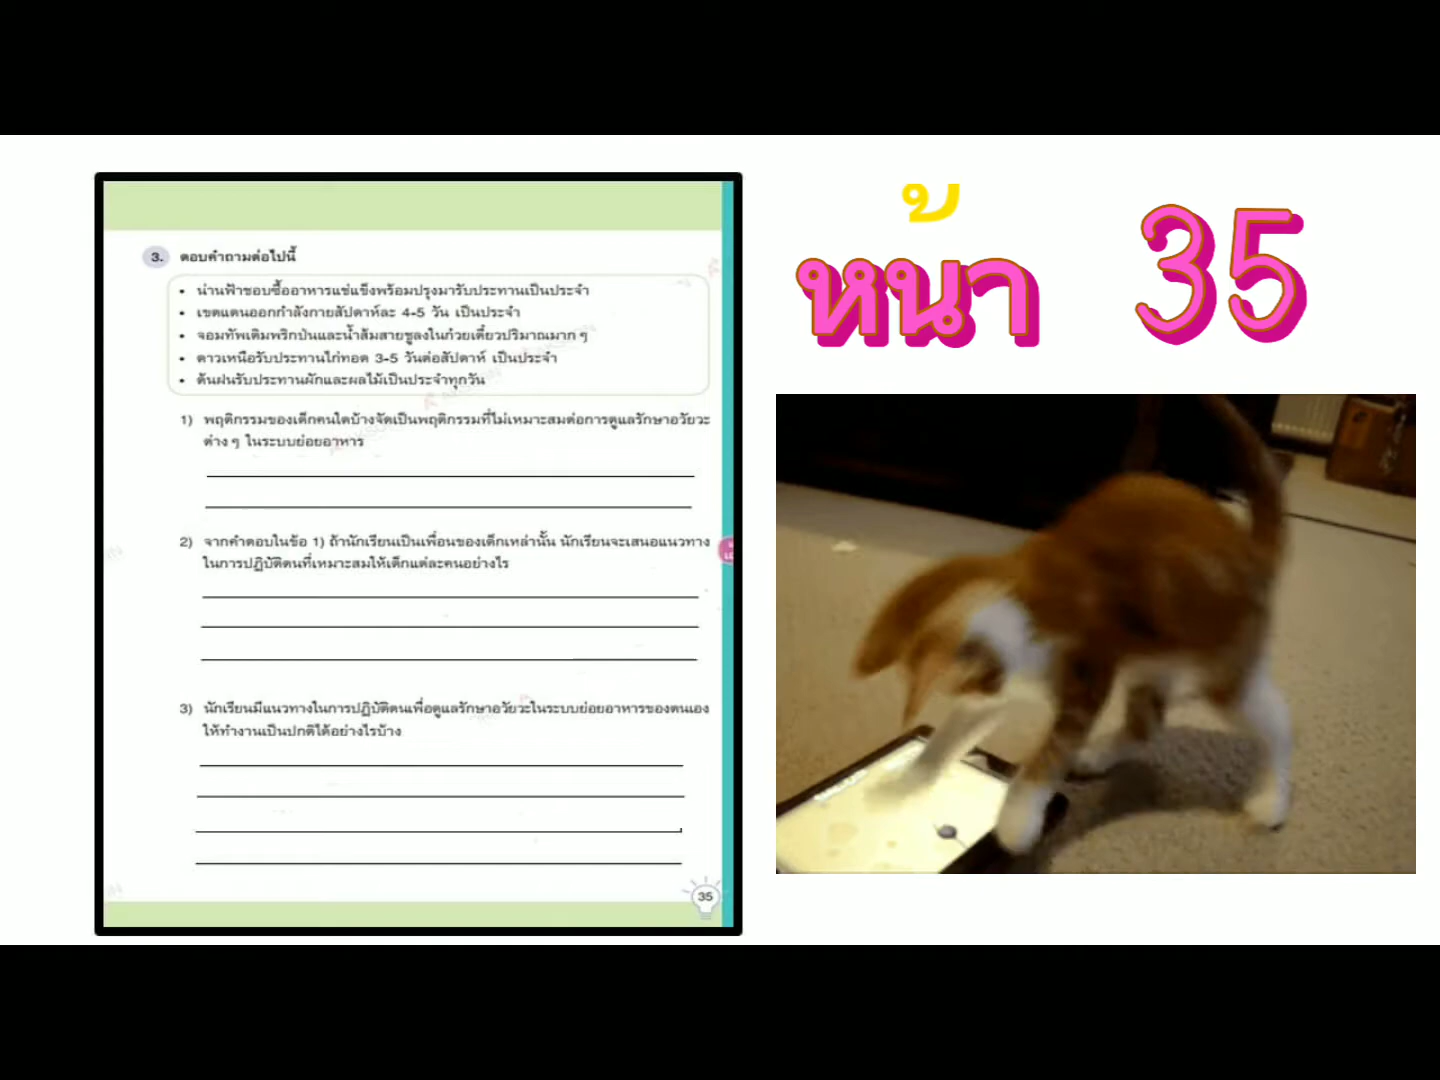 หน้า 35
3. ตอบคำถามต่อไปนี้
• น่านฟ้าชอบซื้ออาหารแช่แข็งพร้อมปรุงมารับประทานเป็นประจำ
• เขตแดนออกกำลังกายสัปดาห์ละ 4-5 วัน เป็นประจำ
• จอมทัพเติมพริกป่นและน้ำส้มสายชูลงในก๋วยเตี๋ยวปริมาณมาก ๆ
• ดาวเหนือรับประทานไก่ทอด 3-5 วันต่อสัปดาห์ เป็นประจำ
• ต้นฝนรับประทานผักและผลไม้เป็นประจำทุกวัน
1) พฤติกรรมของเด็กคนใดบ้างจัดเป็นพฤติกรรมที่ไม่เหมาะสมต่อการดูแลรักษาอวัยวะ
ต่าง ๆ ในระบบย่อยอาหาร
2) จากคำตอบในข้อ 1) ถ้านักเรียนเป็นเพื่อนของเด็กเหล่านั้น นักเรียนจะเสนอแนวทาง
ในการปฏิบัติตนที่เหมาะสมให้เด็กแต่ละคนอย่างไร
3) นักเรียนมีแนวทางในการปฏิบัติตนเพื่อดูแลรักษาอวัยวะในระบบย่อยอาหารของตนเอง
ให้ทำงานเป็นปกติได้อย่างไรบ้าง
35